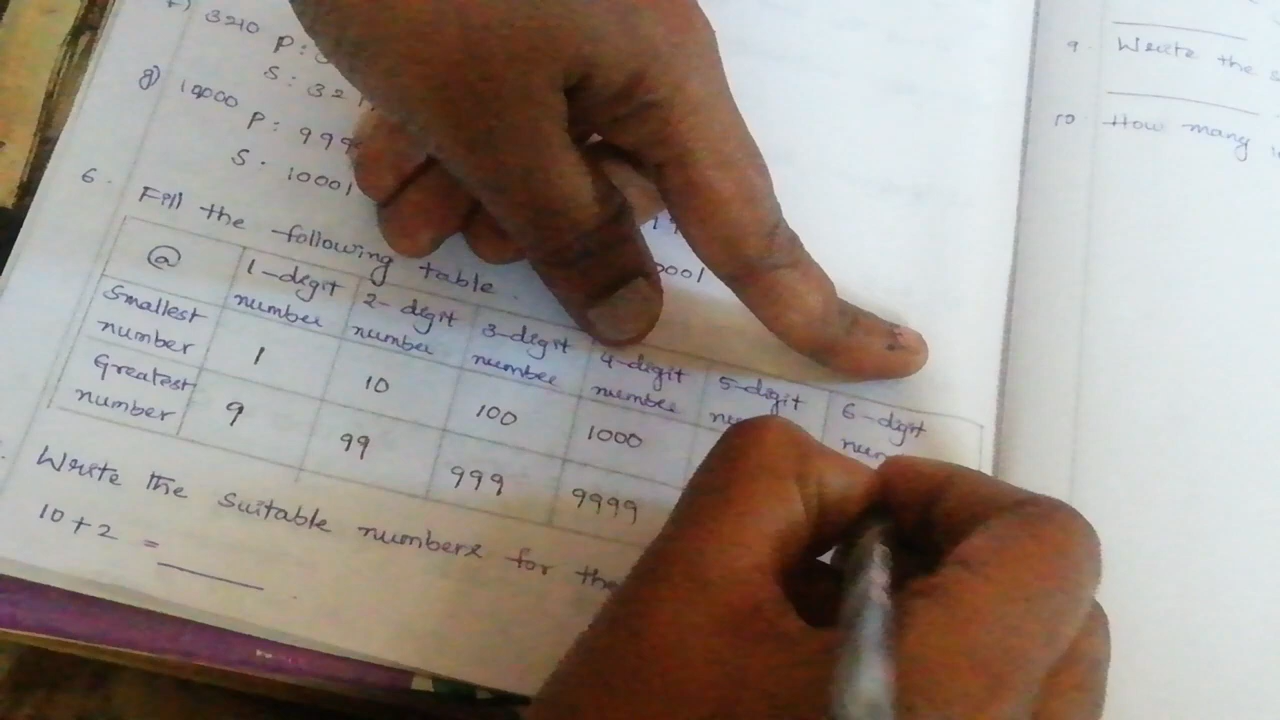 3210
P:
S: 321
g) 10000
P: 999
S. 10001
0001
6. Fill the following table.
@ 1-digit number 2-digit number 3-digit number 4-digit number 5-digit 6-digit
Smallest number 1 10 100 1000
Greatest number 9 99 999 9999
Write the Suitable numbers for the
10 + 2 = ______
9. Write the
10 How many